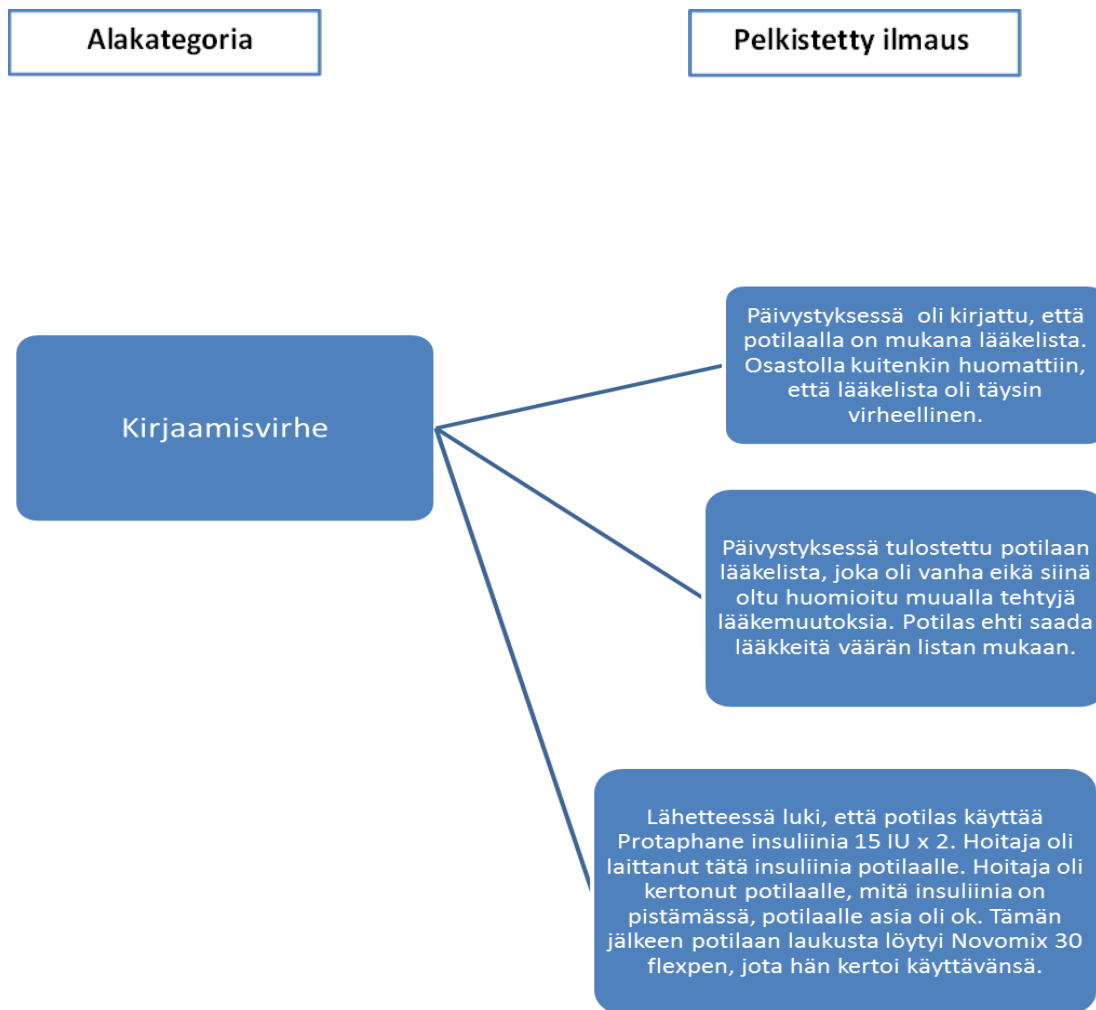 Alakategoria
Pelkistetty ilmaus
Kirjaamisvirhe
Päivystyksessä oli kirjattu, että
potilaalla on mukana lääkelista.
Osastolla kuitenkin huomattiin,
että lääkelista oli täysin
virheellinen.
Päivystyksessä tulostettu potilaan
lääkelista, joka oli vanha eikä siinä
oltu huomioitu muualla tehtyjä
lääkemuutoksia. Potilas ehti saada
lääkkeitä väärän listan mukaan.
Lähetteessä luki, että potilas käyttää
Protaphane insuliinia 15 IU x 2. Hoitaja oli
laittanut tätä insuliinia potilaalle. Hoitaja oli
kertonut potilaalle, mitä insuliinia on
pistämässä, potilaalle asia oli ok. Tämän
jälkeen potilaan laukusta löytyi Novomix 30
flexpen, jota hän kertoi käyttävänsä.